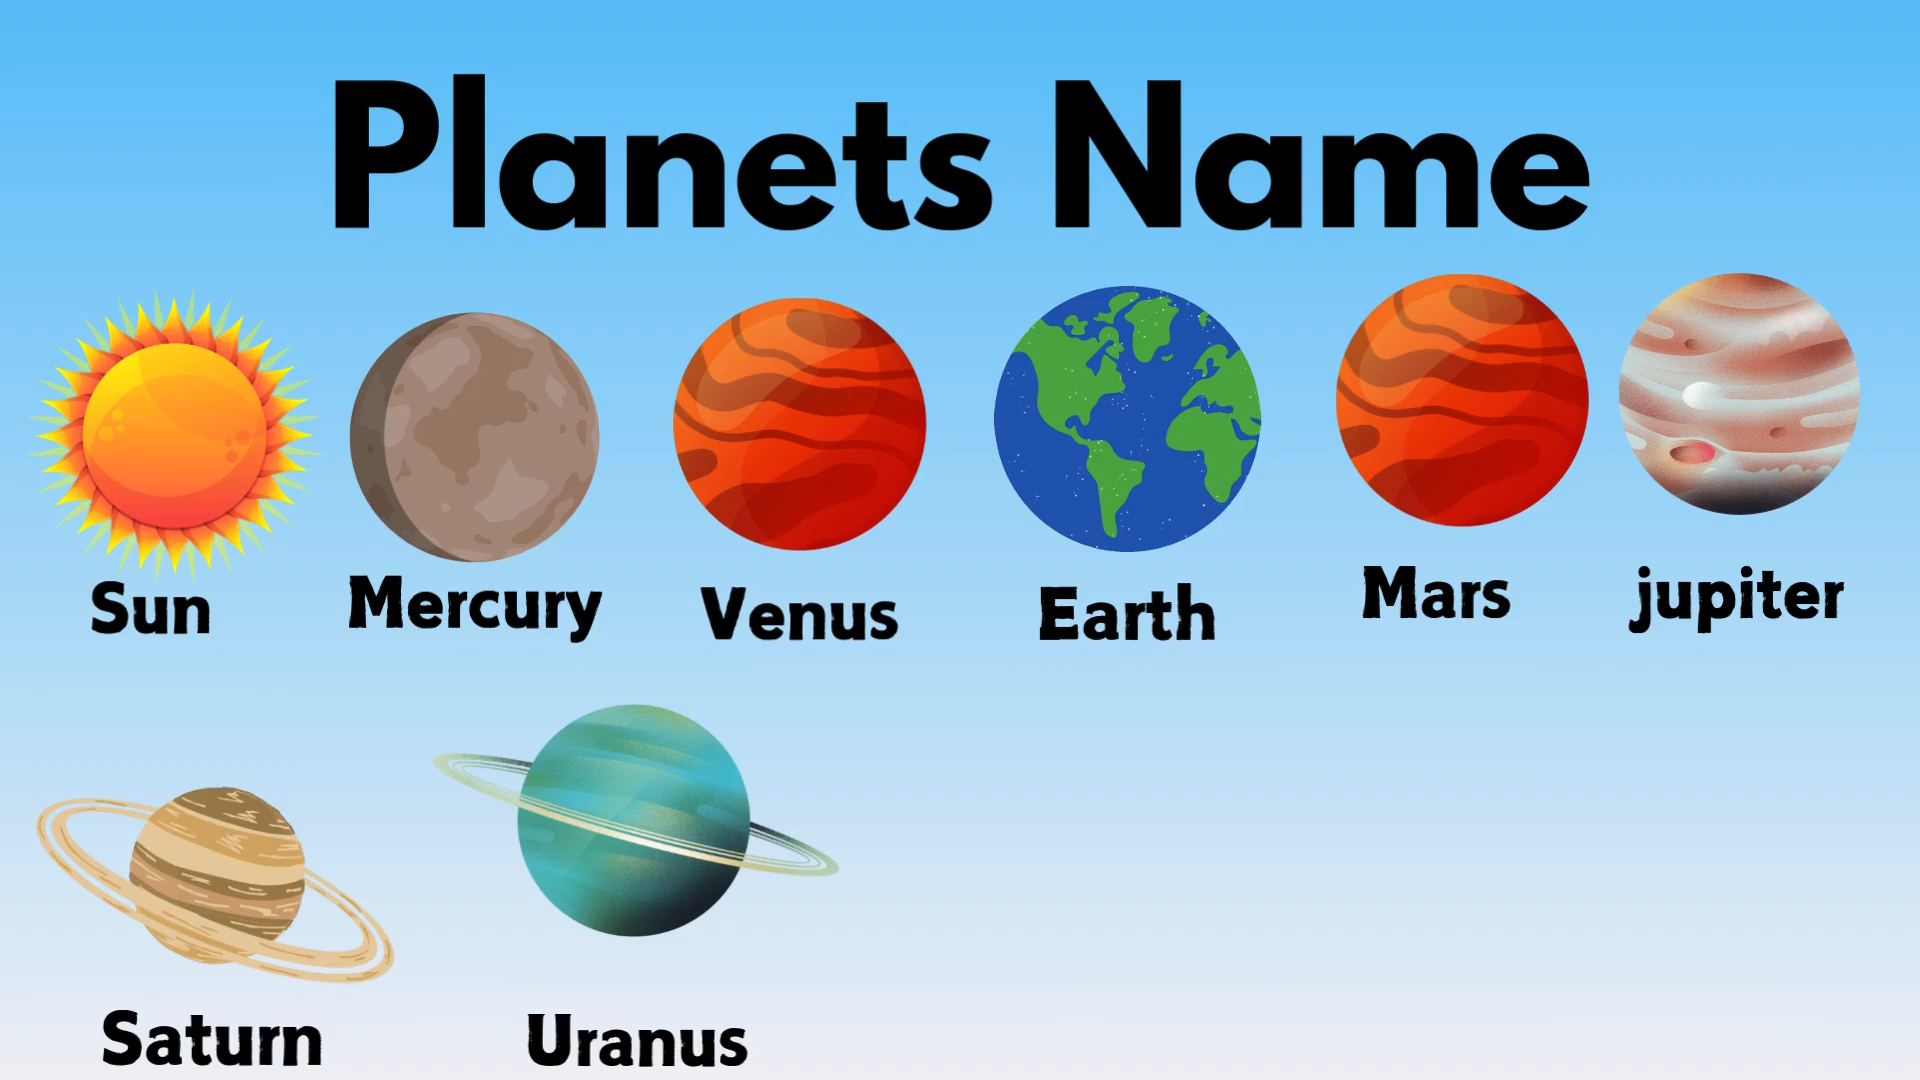 Planets Name
Sun
Mercury
Venus
Earth
Mars
jupiter
Saturn
Uranus